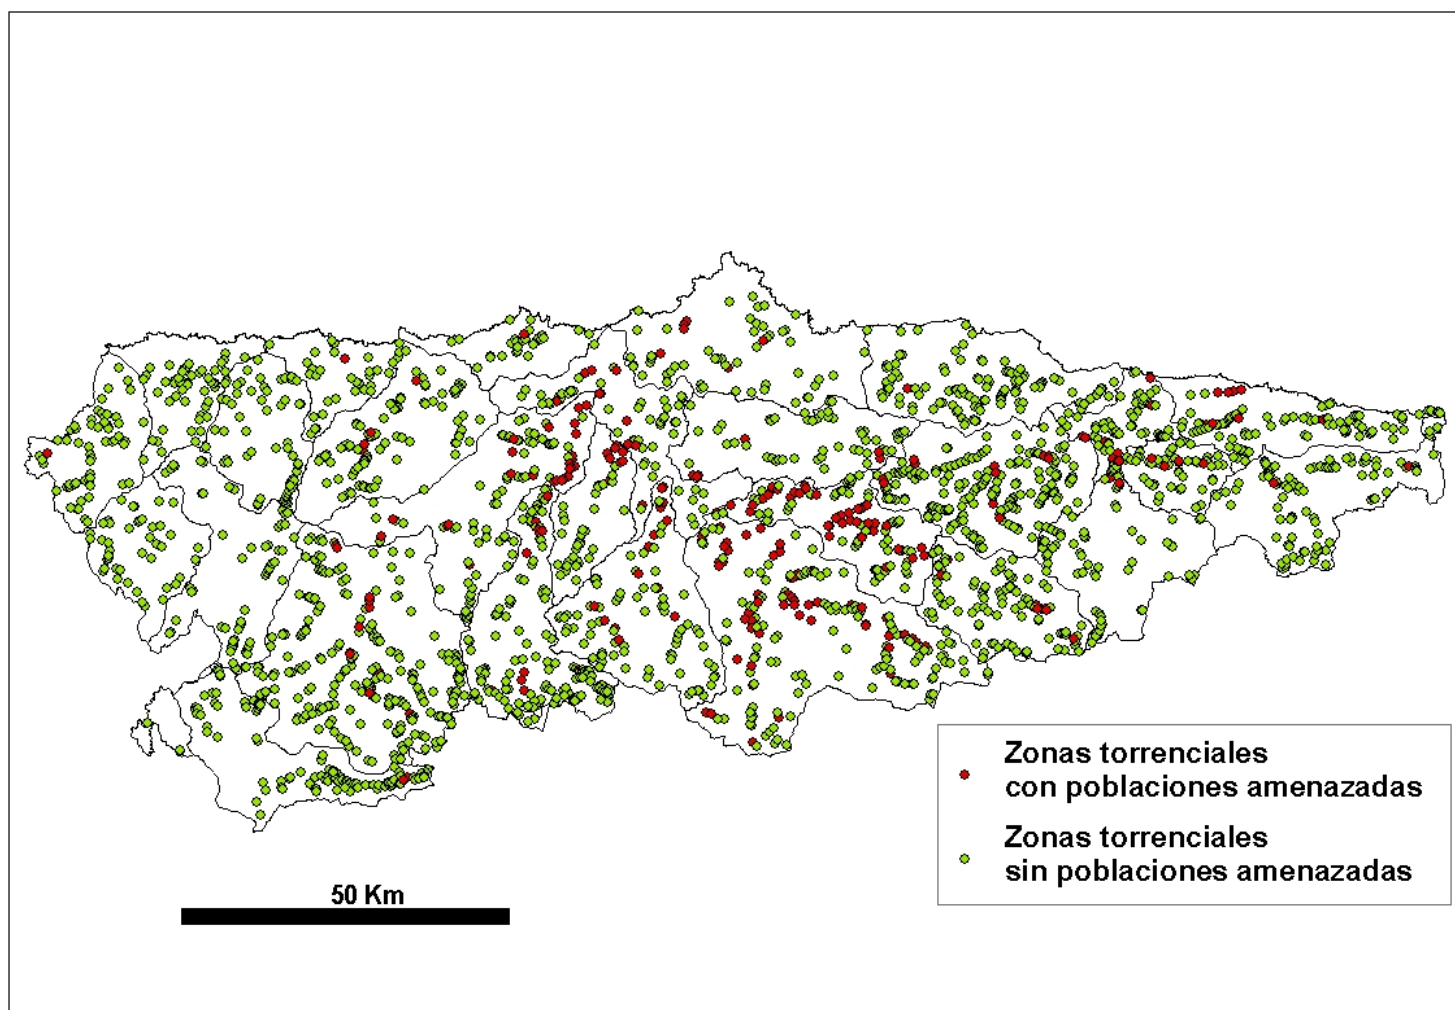 Zonas torrenciales
con poblaciones amenazadas
Zonas torrenciales
sin poblaciones amenazadas
50 Km